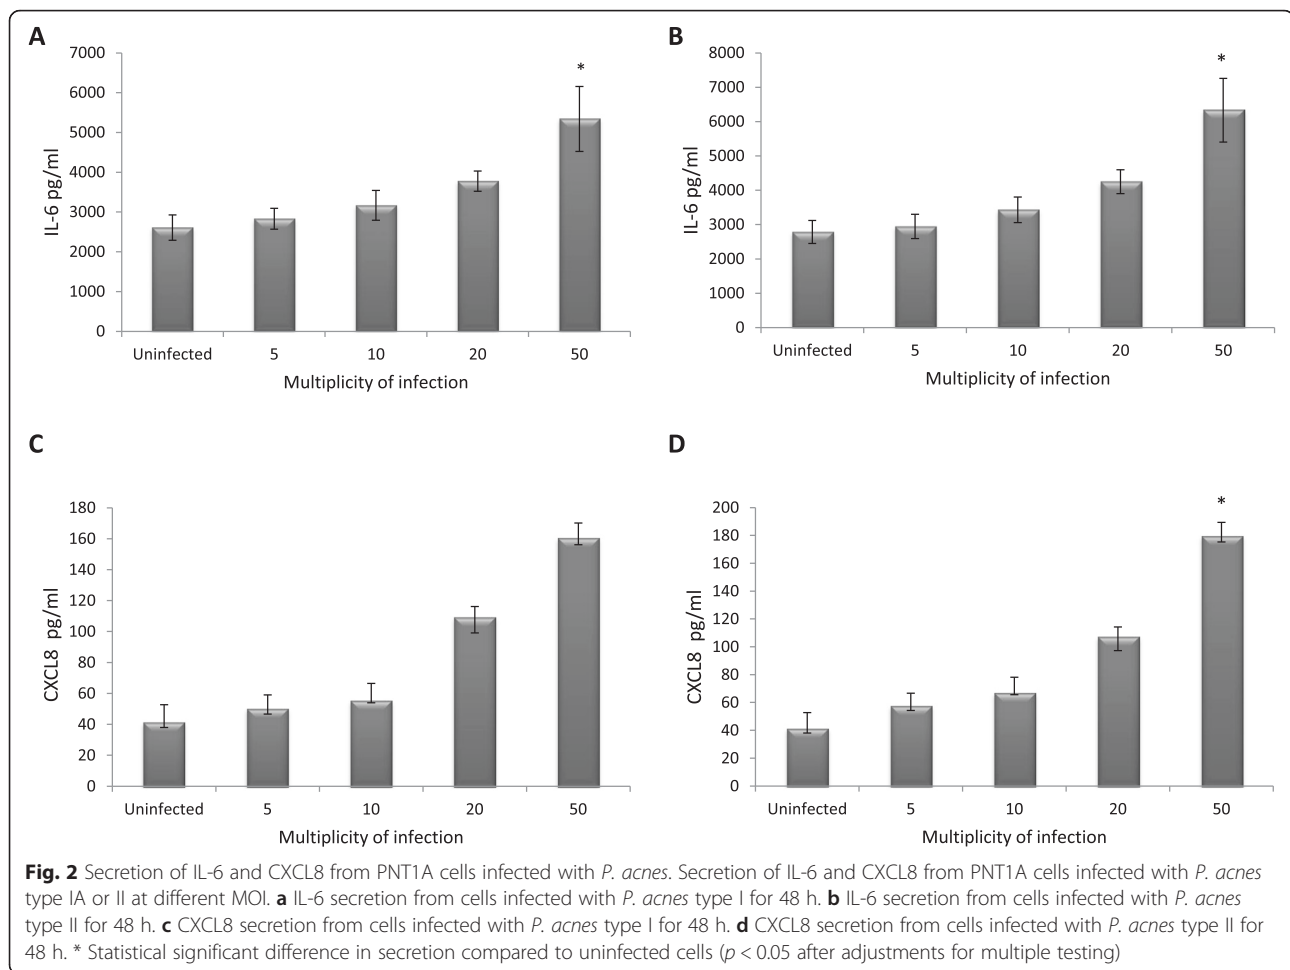 A
7000
6000
5000
4000
3000
2000
1000
0
IL-6 pg/ml
*
Uninfected 5 10 20 50
Multiplicity of infection
B
8000
7000
6000
5000
4000
3000
2000
1000
0
IL-6 pg/ml
*
Uninfected 5 10 20 50
Multiplicity of infection
C
180
160
140
120
100
80
60
40
20
0
CXCL8 pg/ml
Uninfected 5 10 20 50
Multiplicity of infection
D
200
180
160
140
120
100
80
60
40
20
0
CXCL8 pg/ml
*
Uninfected 5 10 20 50
Multiplicity of infection
Fig. 2 Secretion of IL-6 and CXCL8 from PNT1A cells infected with P. acnes. Secretion of IL-6 and CXCL8 from PNT1A cells infected with P. acnes
type IA or II at different MOI. a IL-6 secretion from cells infected with P. acnes type I for 48 h. b IL-6 secretion from cells infected with P. acnes
type II for 48 h. c CXCL8 secretion from cells infected with P. acnes type I for 48 h. d CXCL8 secretion from cells infected with P. acnes type II for
48 h. * Statistical significant difference in secretion compared to uninfected cells (p < 0.05 after adjustments for multiple testing)